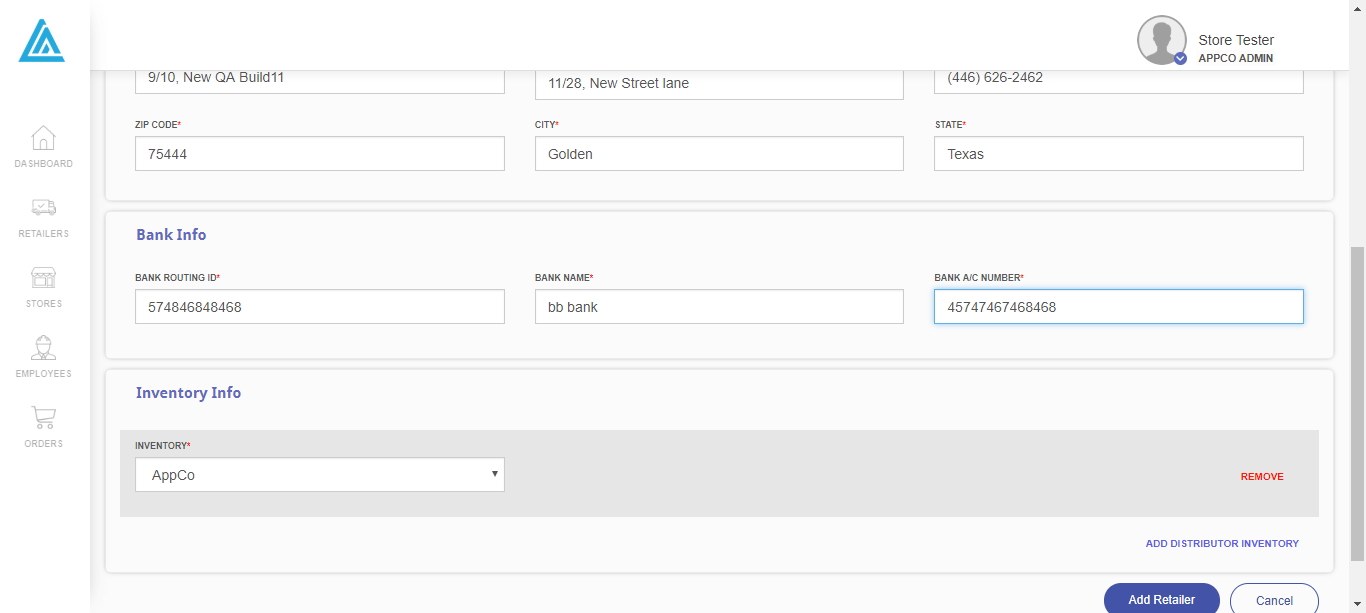 Store Tester
APPCO ADMIN
9/10, New QA Build11
11/28, New Street lane
(446) 626-2462
ZIP CODE*
CITY*
STATE*
75444
Golden
Texas
DASHBOARD
RETAILERS
STORES
EMPLOYEES
ORDERS
Bank Info
BANK ROUTING ID*
BANK NAME*
BANK A/C NUMBER*
574846848468
bb bank
45747467468468
Inventory Info
INVENTORY*
AppCo
REMOVE
ADD DISTRIBUTOR INVENTORY
Add Retailer
Cancel